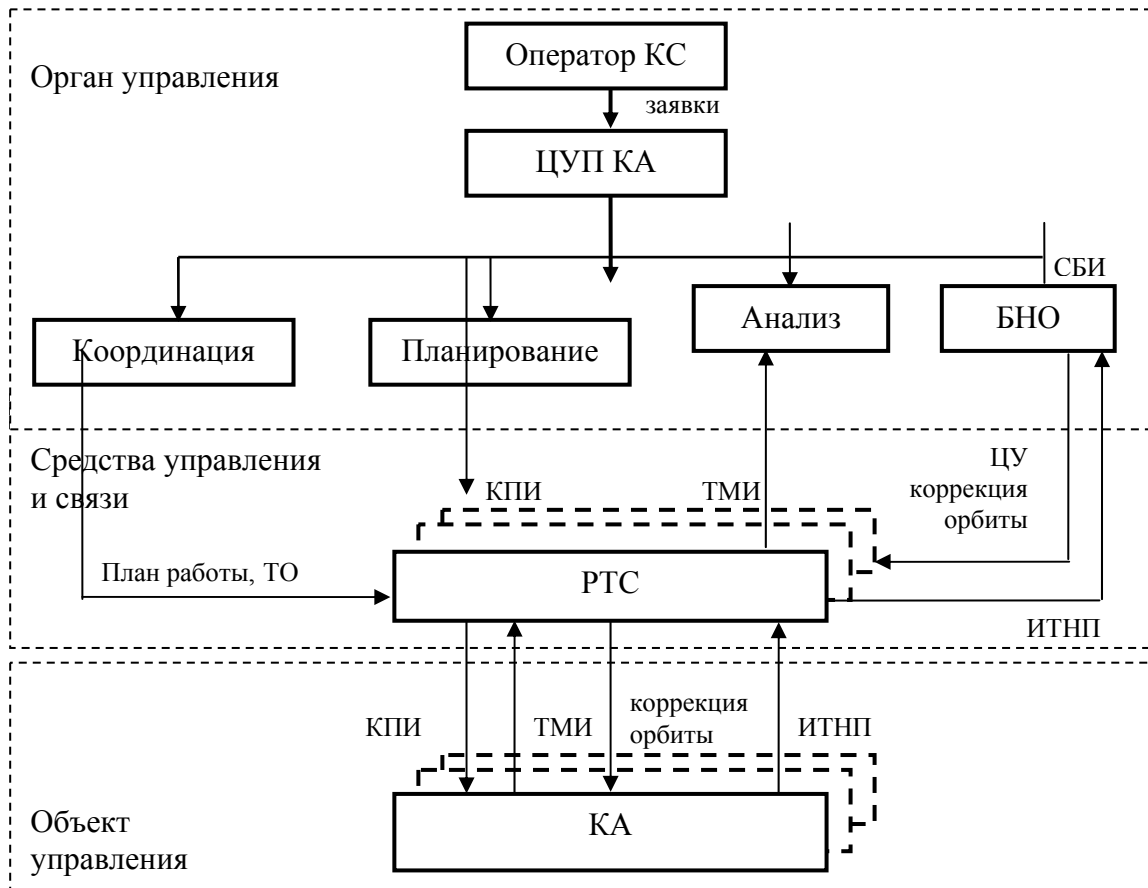 Оператор КС
Орган управления
заявки
ЦУП КА
СБИ
Анализ
БНО
Координация
Планирование
Средства управления
и связи
ЦУ
коррекция
орбиты
КПИ
ТМИ
План работы, ТО
РТС
ИТНП
коррекция
орбиты
КПИ
ТМИ
ИТНП
КА
Объект
управления